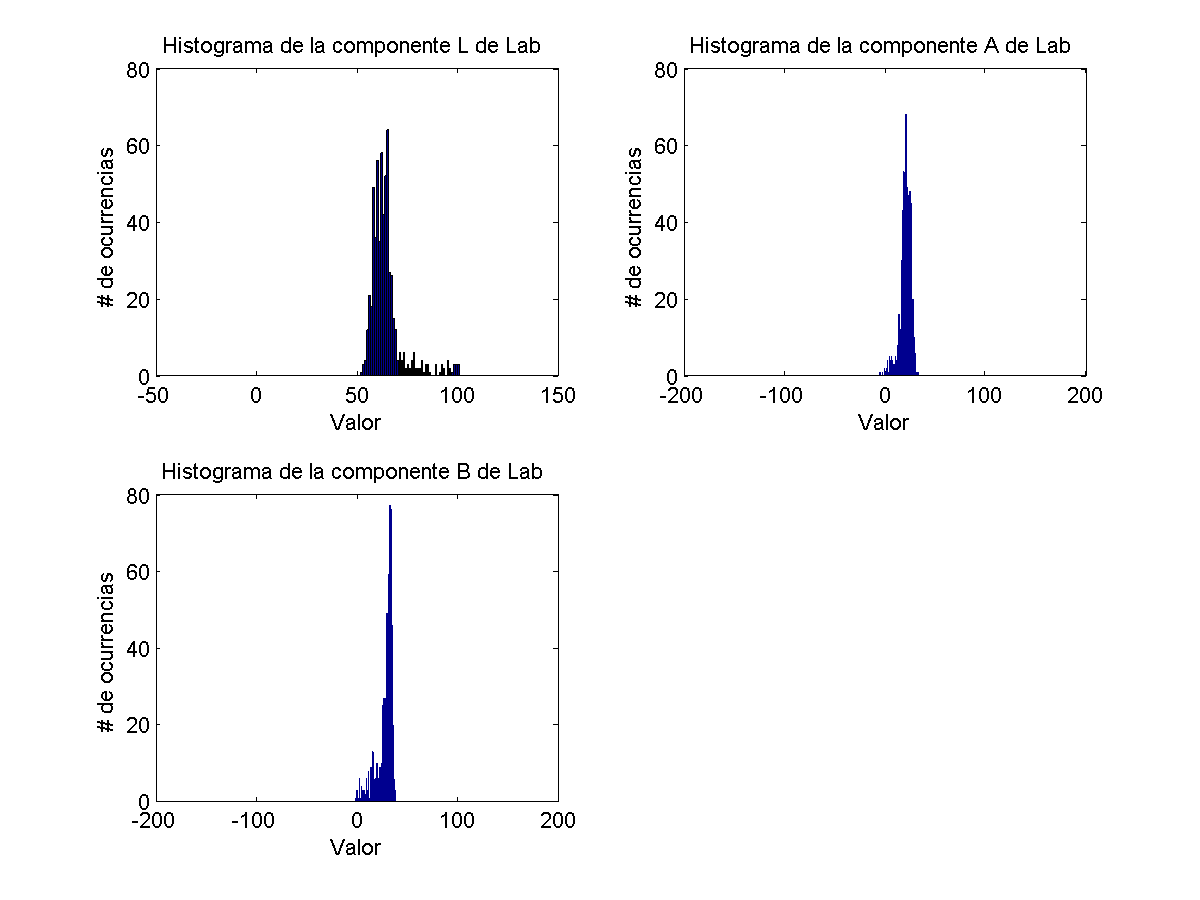 Histograma de la componente L de Lab
80
60
40
20
0
-50 0 50 100 150
# de ocurrencias
Valor
Histograma de la componente A de Lab
80
60
40
20
0
-200 -100 0 100 200
# de ocurrencias
Valor
Histograma de la componente B de Lab
80
60
40
20
0
-200 -100 0 100 200
# de ocurrencias
Valor